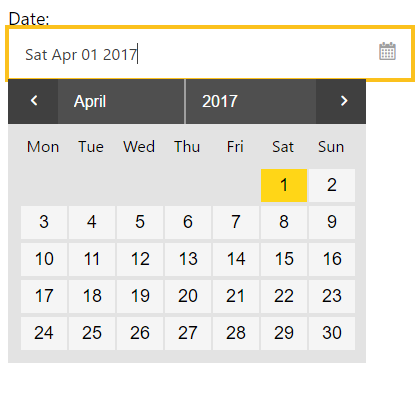 Date:
Sat Apr 01 2017
April 2017
Mon Tue Wed Thu Fri Sat Sun
1 2
3 4 5 6 7 8 9
10 11 12 13 14 15 16
17 18 19 20 21 22 23
24 25 26 27 28 29 30